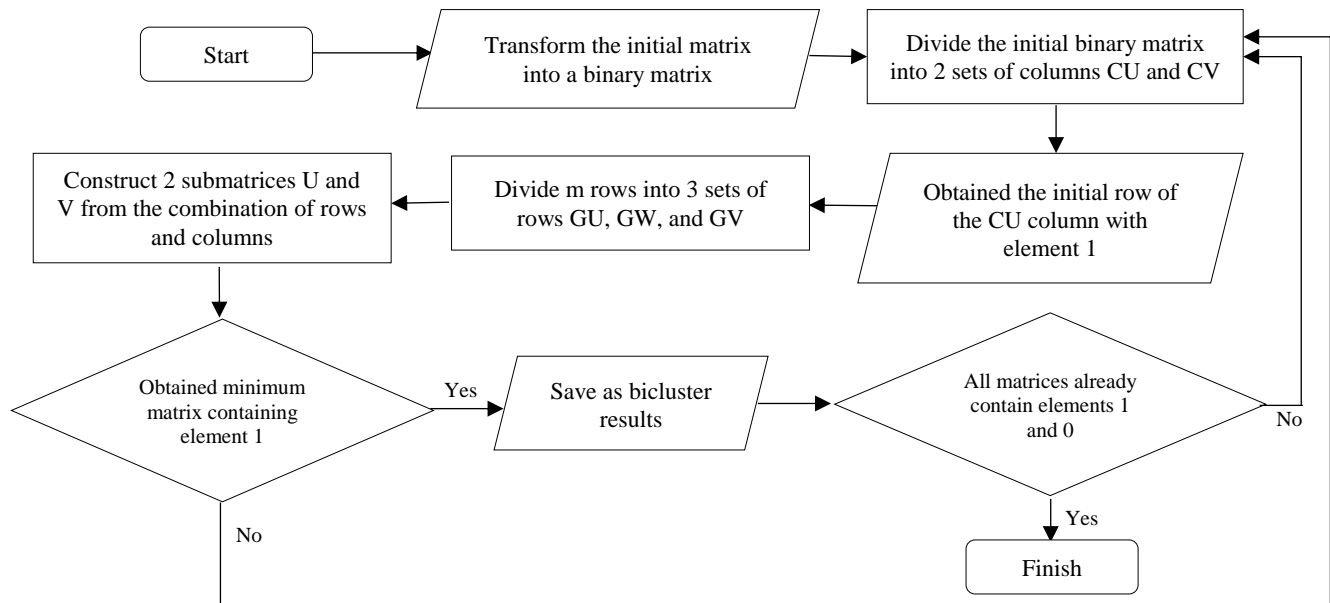 Start
Transform the initial matrix
into a binary matrix
Divide the initial binary matrix
into 2 sets of columns CU and CV
Obtained the initial row of
the CU column with
element 1
Divide m rows into 3 sets of
rows GU, GW, and GV
Construct 2 submatrices U and
V from the combination of rows
and columns
Obtained minimum
matrix containing
element 1
Yes
No
Save as bicluster
results
All matrices already
contain elements 1
and 0
No
Yes
Finish